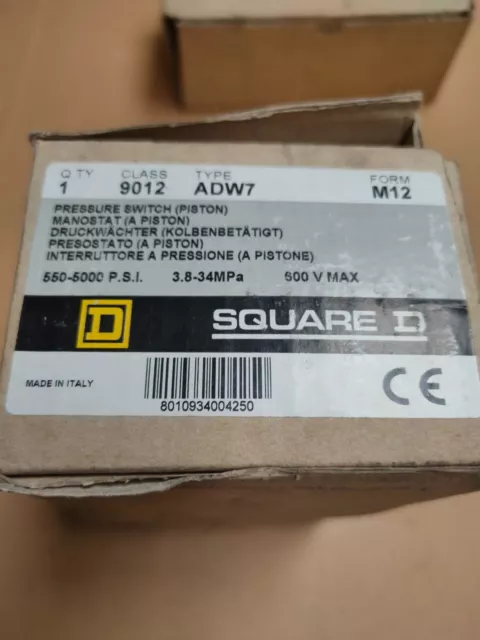 QTY CLASS TYPE FORM
1 9012 ADW7 M12
PRESSURE SWITCH (PISTON)
MANOSTAT (A PISTON)
DRUCKWÄCHTER (KOLBENBETÄTIGT)
PRESOSTATO (A PISTON)
INTERRUTTORE A PRESSIONE (A PISTONE)
550-5000 P.S.I. 3.8-34MPa 600 V MAX
D SQUARE D
MADE IN ITALY
8010934004250
CE